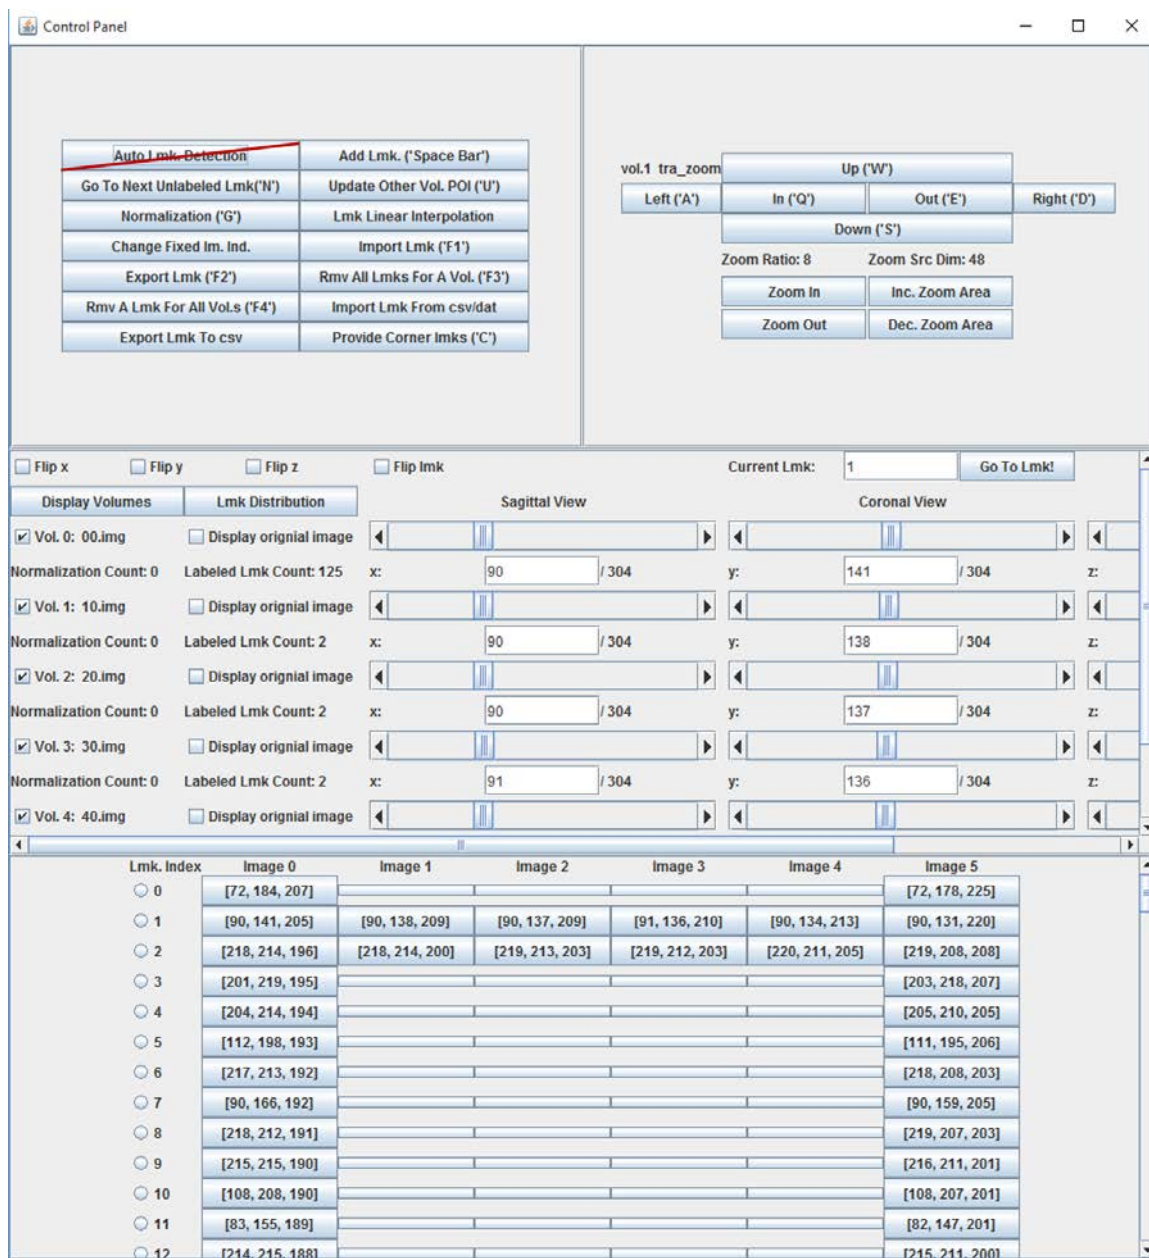 Control Panel
Auto Lmk. Detection Add Lmk. ('Space Bar')
Go To Next Unlabeled Lmk('N') Update Other Vol. POI ('U')
Normalization ('G') Lmk Linear Interpolation
Change Fixed Im. Ind. Import Lmk ('F1')
Export Lmk ('F2') Rmv All Lmks For A Vol. ('F3')
Rmv A Lmk For All Vol.s ('F4') Import Lmk From csv/dat
Export Lmk To csv Provide Corner lmks ('C')
vol.1 tra_zoom Up ('W')
Left ('A') In ('Q') Out ('E') Right ('D')
Down ('S')
Zoom Ratio: 8 Zoom Src Dim: 48
Zoom In Inc. Zoom Area
Zoom Out Dec. Zoom Area
Flip x Flip y Flip z Flip lmk Current Lmk: 1 Go To Lmk!
Display Volumes Lmk Distribution Sagittal View Coronal View
Vol. 0: 00.img Display orignial image
Normalization Count: 0 Labeled Lmk Count: 125 x: 90 / 304 y: 141 / 304 z:
Vol. 1: 10.img Display orignial image
Normalization Count: 0 Labeled Lmk Count: 2 x: 90 / 304 y: 138 / 304 z:
Vol. 2: 20.img Display orignial image
Normalization Count: 0 Labeled Lmk Count: 2 x: 90 / 304 y: 137 / 304 z:
Vol. 3: 30.img Display orignial image
Normalization Count: 0 Labeled Lmk Count: 2 x: 91 / 304 y: 136 / 304 z:
Vol. 4: 40.img Display orignial image
Lmk. Index Image 0 Image 1 Image 2 Image 3 Image 4 Image 5
0 [72, 184, 207] [72, 178, 225]
1 [90, 141, 205] [90, 138, 209] [90, 137, 209] [91, 136, 210] [90, 134, 213] [90, 131, 220]
2 [218, 214, 196] [218, 214, 200] [219, 213, 203] [219, 212, 203] [220, 211, 205] [219, 208, 208]
3 [201, 219, 195] [203, 218, 207]
4 [204, 214, 194] [205, 210, 205]
5 [112, 198, 193] [111, 195, 206]
6 [217, 213, 192] [218, 208, 203]
7 [90, 166, 192] [90, 159, 205]
8 [218, 212, 191] [219, 207, 203]
9 [215, 215, 190] [216, 211, 201]
10 [108, 208, 190] [108, 207, 201]
11 [83, 155, 189] [82, 147, 201]
12 [214, 215, 188] [215, 211, 200]